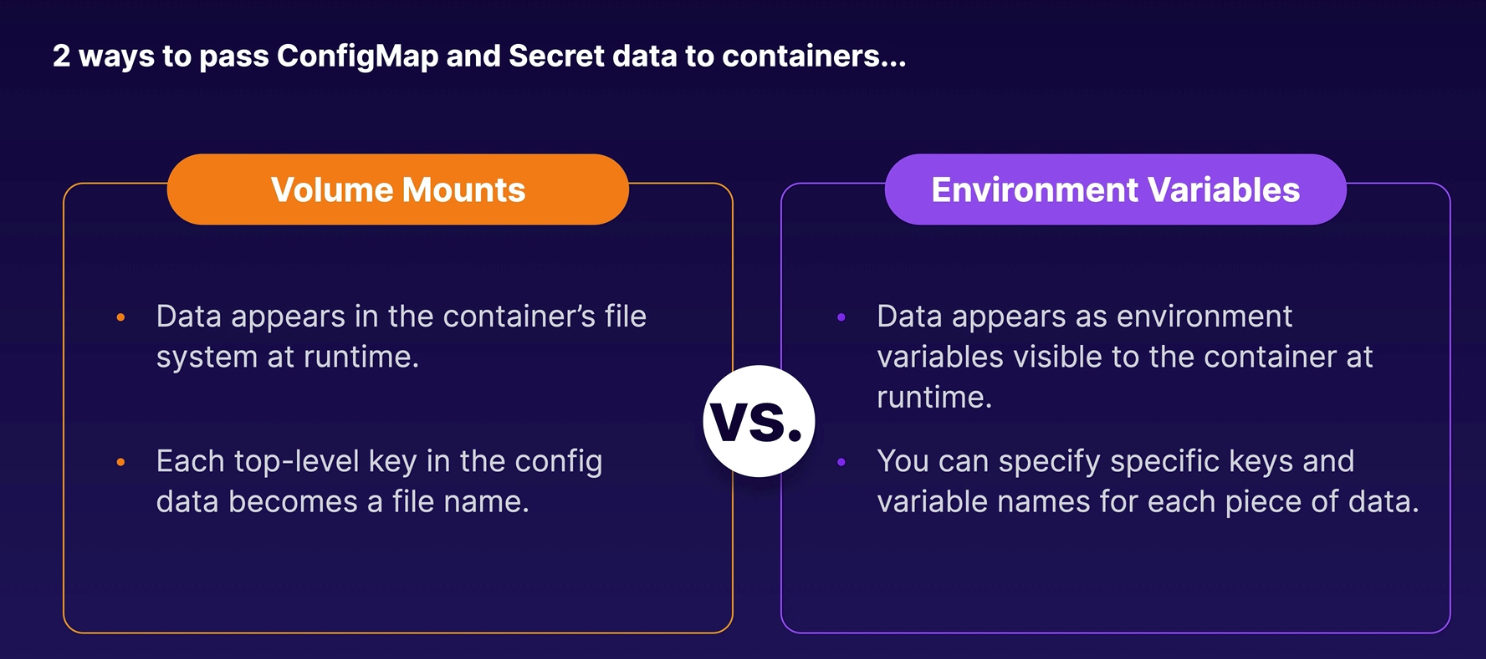 2 ways to pass ConfigMap and Secret data to containers...
Volume Mounts
• Data appears in the container’s file
system at runtime.
• Each top-level key in the config
data becomes a file name.
vs.
Environment Variables
• Data appears as environment
variables visible to the container at
runtime.
• You can specify specific keys and
variable names for each piece of data.